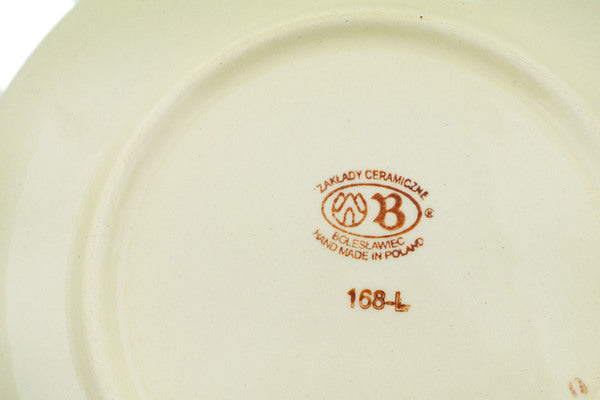 ZAKŁADY CERAMICZNE
B ®
BOLESŁAWIEC
HAND MADE IN POLAND
168-L